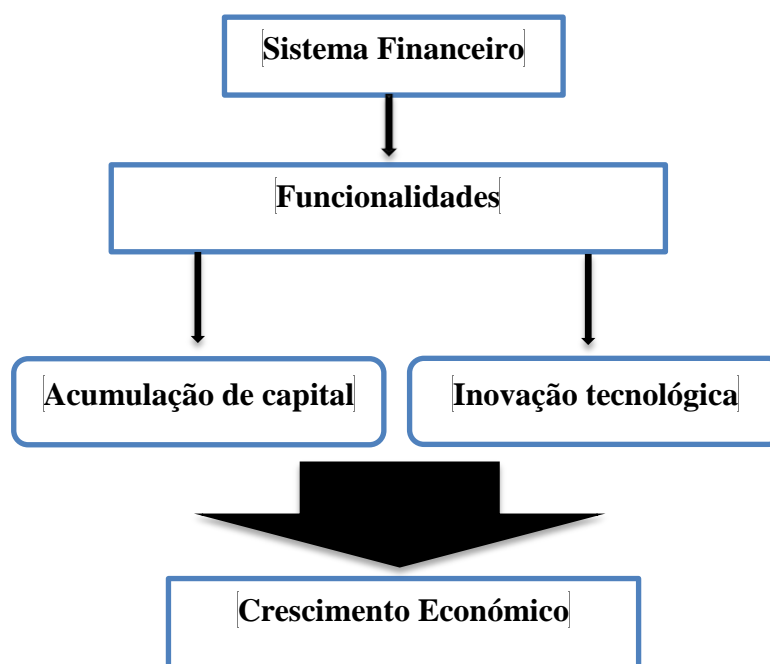 Sistema Financeiro
Funcionalidades
Acumulação de capital
Inovação tecnológica
Crescimento Económico